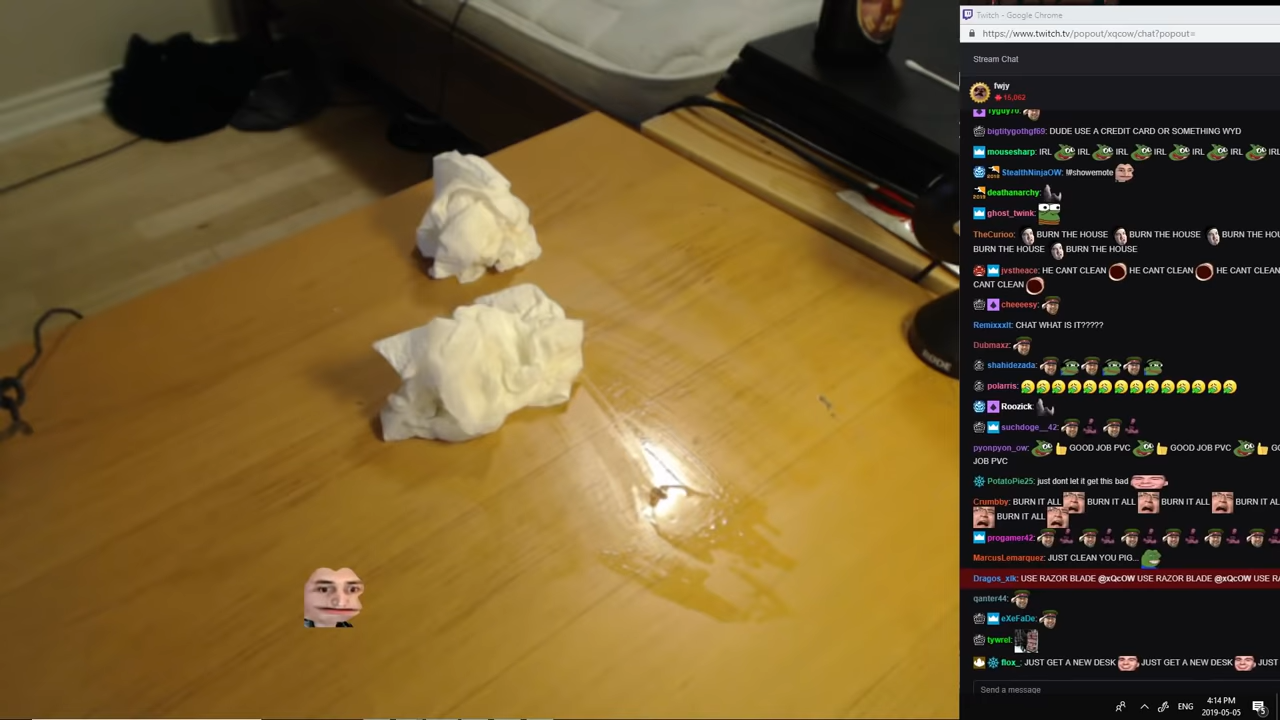 Twitch - Google Chrome
https://www.twitch.tv/popout/xqcow/chat?popout=
Stream Chat
fwjy
15,062
Tyguy70:
bigtitygothgf69: DUDE USE A CREDIT CARD OR SOMETHING WYD
mousesharp: IRL IRL IRL IRL IRL IRL IRL
StealthNinjaOW: !#showemote
deathanarchy:
ghost_twink:
TheCurioo: BURN THE HOUSE BURN THE HOUSE BURN THE HOU
BURN THE HOUSE BURN THE HOUSE
jvstheace: HE CANT CLEAN HE CANT CLEAN HE CANT CLEAN
CANT CLEAN
cheeeesy:
RemixxxIt: CHAT WHAT IS IT?????
Dubmaxz:
shahidezada:
polarris:
Roozick:
suchdoge__42:
pyonpyon_ow: GOOD JOB PVC GOOD JOB PVC GO
JOB PVC
PotatoPie25: just dont let it get this bad
Crumbby: BURN IT ALL BURN IT ALL BURN IT ALL BURN IT AL
BURN IT ALL
progamer42:
MarcusLemarquez: JUST CLEAN YOU PIG...
Dragos_xik: USE RAZOR BLADE @xQcOW USE RAZOR BLADE @xQcOW USE RA
qanter44:
eXeFaDe:
tywrel:
flox_: JUST GET A NEW DESK JUST GET A NEW DESK JUST
Send a message
RODE
4:14 PM
ENG
2019-05-05
5